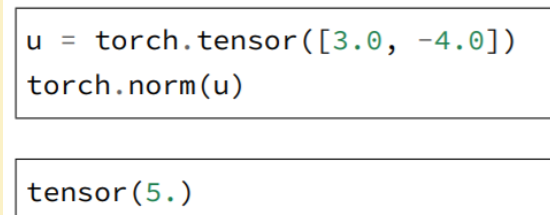 u = torch.tensor([3.0, -4.0])
torch.norm(u)
tensor(5.)